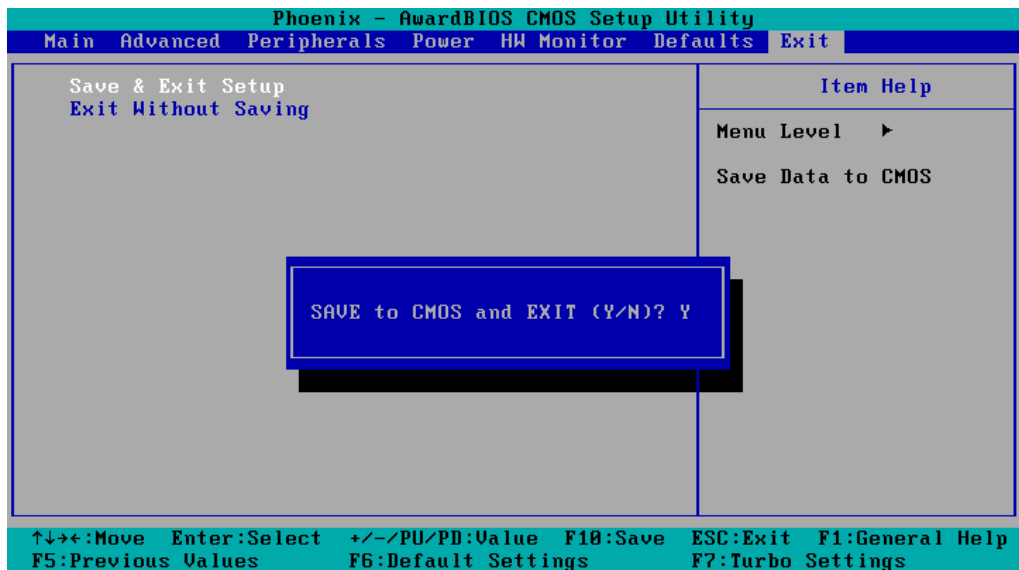 Phoenix - AwardBIOS CMOS Setup Utility
Main Advanced Peripherals Power HW Monitor Defaults Exit
Save & Exit Setup
Exit Without Saving
Item Help
Menu Level ►
Save Data to CMOS
SAVE to CMOS and EXIT (Y/N)? Y
↑↓→←:Move Enter:Select +/-/PU/PD:Value F10:Save ESC:Exit F1:General Help
F5:Previous Values F6:Default Settings F7:Turbo Settings